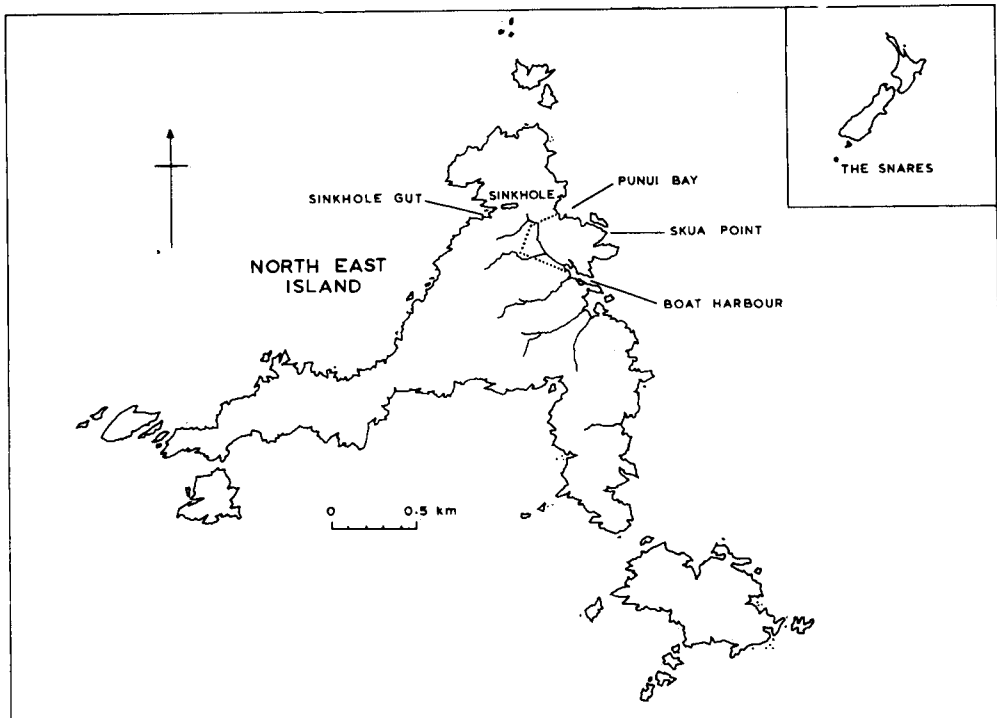 THE SNARES
PUNUI BAY
SINKHOLE
SINKHOLE GUT
SKUA POINT
NORTH EAST
ISLAND
BOAT HARBOUR
0 0.5 km